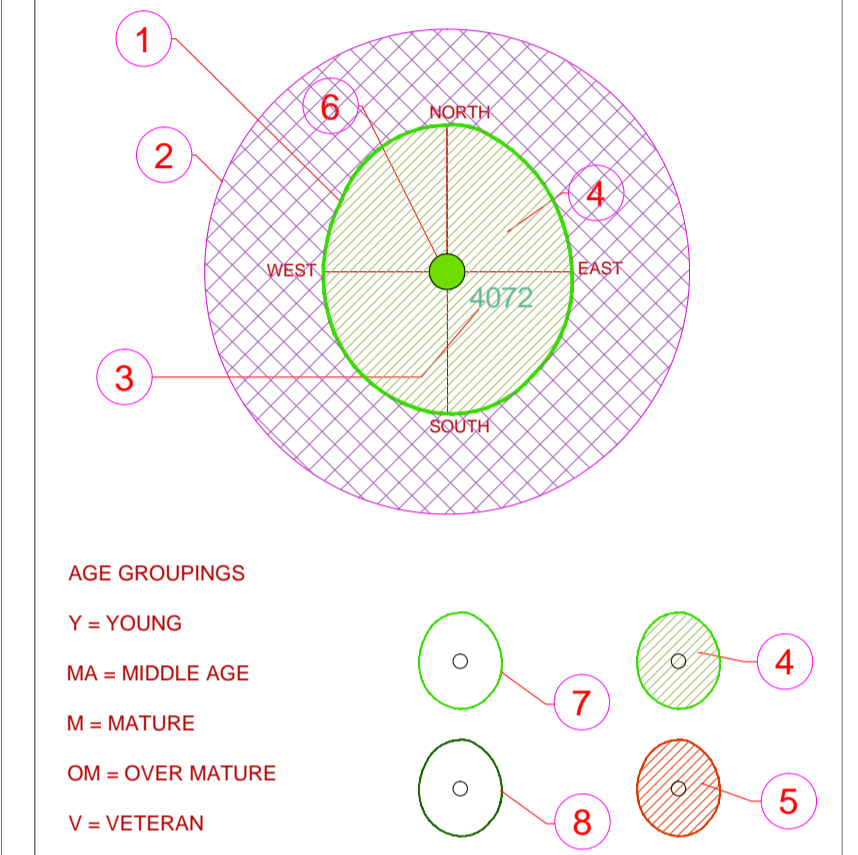 1
6
NORTH
2
4
WEST
EAST
4072
3
SOUTH
AGE GROUPINGS
Y = YOUNG
MA = MIDDLE AGE
M = MATURE
OM = OVER MATURE
V = VETERAN
4
7
5
8